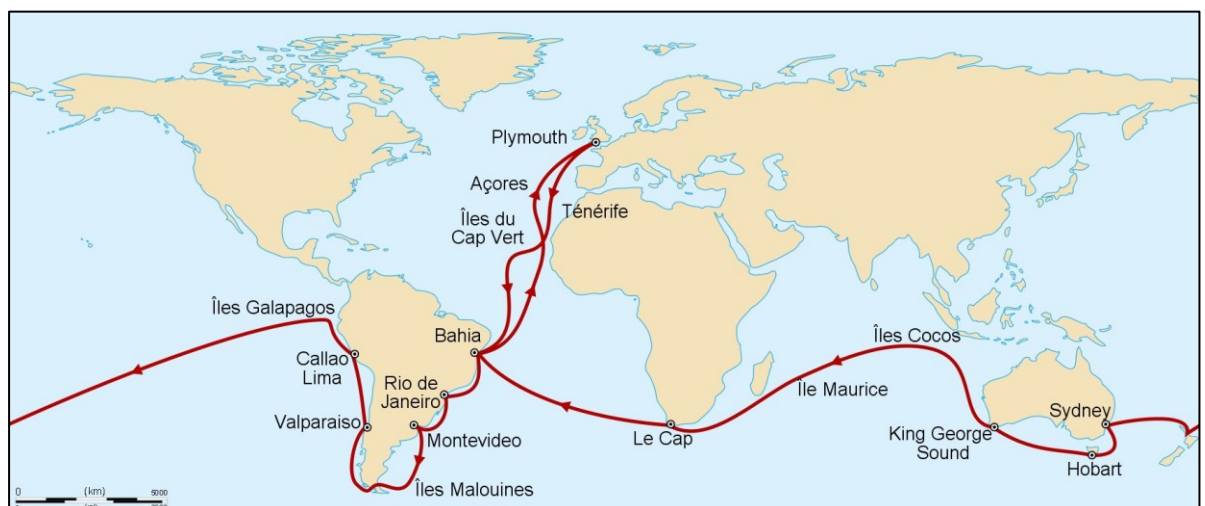 Plymouth
Açores
Ténérife
Îles du
Cap Vert
Îles Galapagos
Bahia
Îles Cocos
Callao
Lima
Rio de
Janeiro
Île Maurice
Valparaiso
Montevideo
Le Cap
King George
Sound
Sydney
Hobart
Îles Malouines
0 (km) 5000